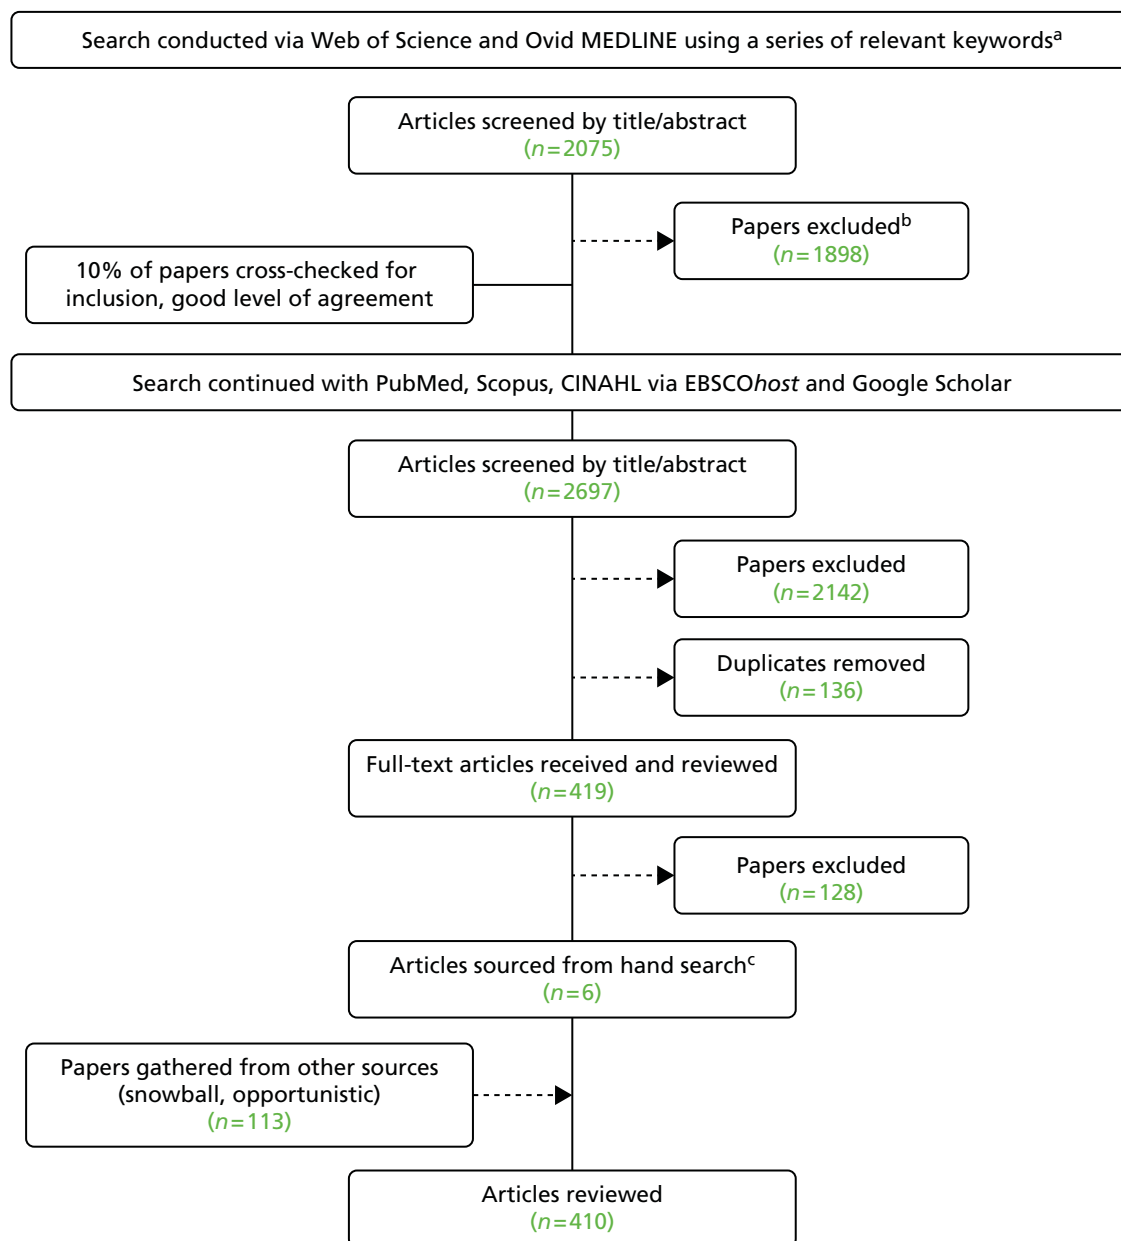 Search conducted via Web of Science and Ovid MEDLINE using a series of relevant keywordsᵃ
Articles screened by title/abstract
(n=2075)
Papers excludedᵇ
(n=1898)
10% of papers cross-checked for
inclusion, good level of agreement
Search continued with PubMed, Scopus, CINAHL via EBSCOhost and Google Scholar
Articles screened by title/abstract
(n=2697)
Papers excluded
(n=2142)
Duplicates removed
(n=136)
Full-text articles received and reviewed
(n=419)
Papers excluded
(n=128)
Articles sourced from hand searchᶜ
(n=6)
Papers gathered from other sources
(snowball, opportunistic)
(n=113)
Articles reviewed
(n=410)